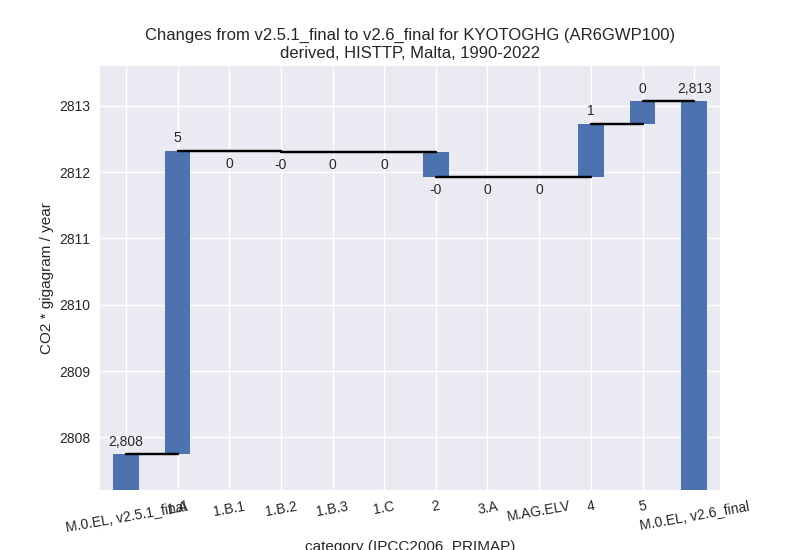 Changes from v2.5.1_final to v2.6_final for KYOTOGHG (AR6GWP100)
derived, HISTTP, Malta, 1990-2022
CO2 * gigagram / year
2813
2812
2811
2810
2809
2808
2,808
5
0
-0
0
0
-0
0
0
1
0
2,813
M.0.EL, v2.5.1_final
1.A
1.B.1
1.B.2
1.B.3
1.C
2
3.A
M.AG.ELV
4
5
M.0.EL, v2.6_final
category (IPCC2006_PRIMAP)